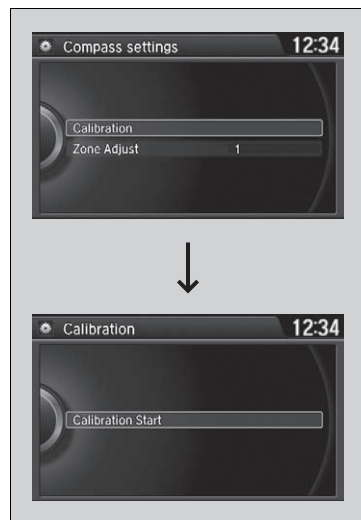 Compass settings 12:34
Calibration
Zone Adjust 1
Calibration 12:34
Calibration Start